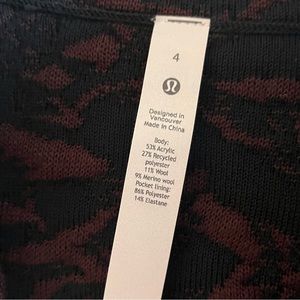 4
Designed in
Vancouver
Made in China
Body:
53% Acrylic
27% Recycled
polyester
11% Wool
9% Merino wool
Pocket lining:
86% Polyester
14% Elastane